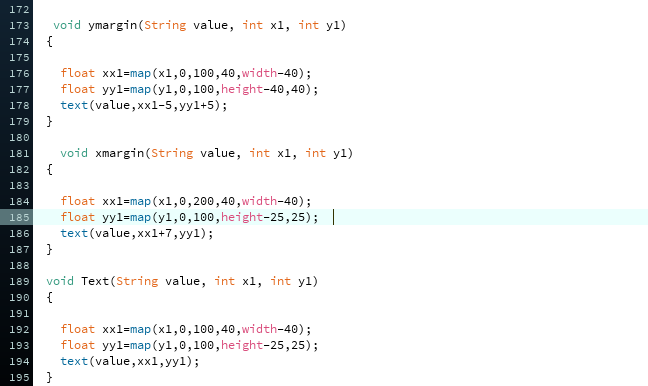 172
173 void ymargin(String value, int x1, int y1)
174 {
175
176 float xx1=map(x1,0,100,40,width-40);
177 float yy1=map(y1,0,100,height-40,40);
178 text(value,xx1-5,yy1+5);
179 }
180
181 void xmargin(String value, int x1, int y1)
182 {
183
184 float xx1=map(x1,0,200,40,width-40);
185 float yy1=map(y1,0,100,height-25,25);
186 text(value,xx1+7,yy1);
187 }
188
189 void Text(String value, int x1, int y1)
190 {
191
192 float xx1=map(x1,0,100,40,width-40);
193 float yy1=map(y1,0,100,height-25,25);
194 text(value,xx1,yy1);
195 }